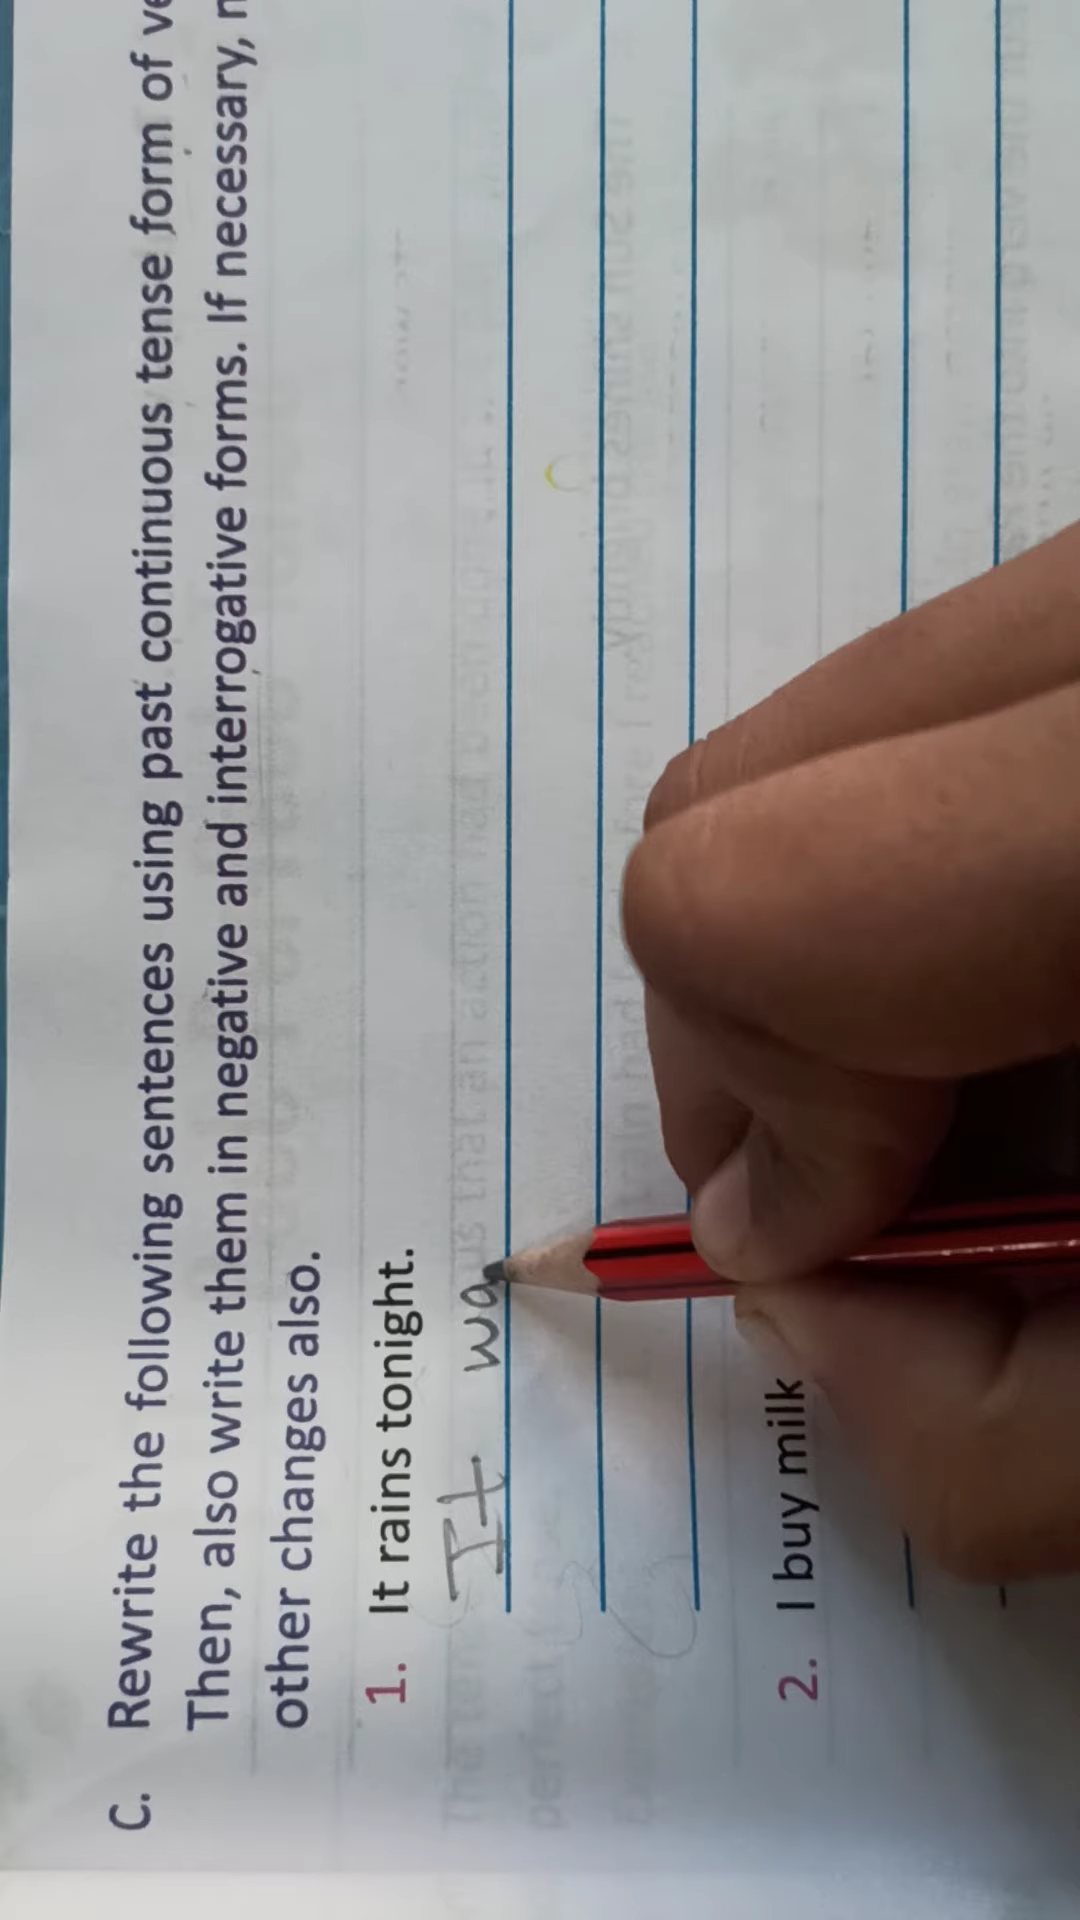 C. Rewrite the following sentences using past continuous tense form of
Then, also write them in negative and interrogative forms. If necessary,
other changes also.
1. It rains tonight.
It wa
2. I buy milk